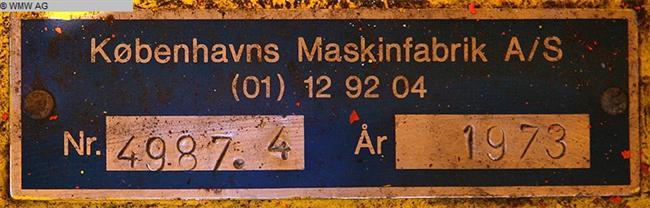 © WMW AG
Københavns Maskinfabrik A/S
(01) 12 92 04
Nr. 4987.4 År 1973